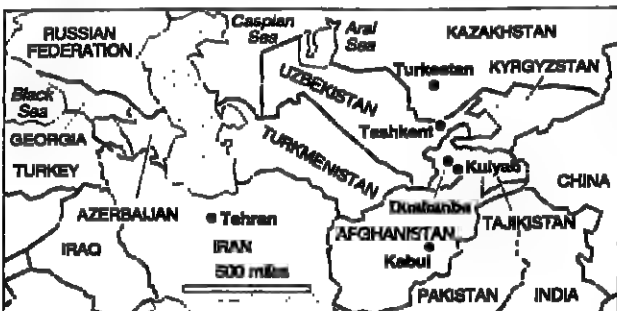 RUSSIAN
FEDERATION
Caspian
Sea
Aral
Sea
KAZAKHSTAN
KYRGYZSTAN
Turkestan
UZBEKISTAN
Black
Sea
Tashkent
GEORGIA
TURKEY
TURKMENISTAN
Kulyab
CHINA
AZERBAIJAN
Tehran
Dushanbe
TAJIKISTAN
AFGHANISTAN
IRAQ
IRAN
Kabul
500 miles
PAKISTAN
INDIA